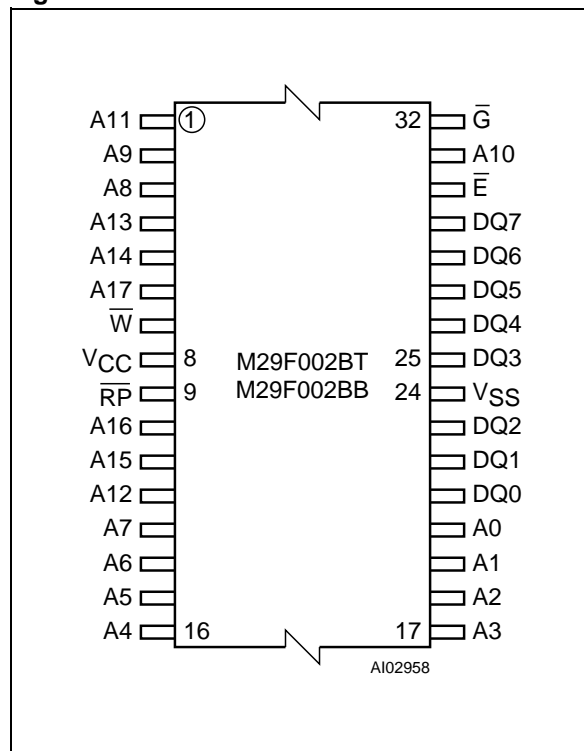 A11 ① 32 G̅
A9 A10
A8 E̅
A13 DQ7
A14 DQ6
A17 DQ5
W̅ DQ4
VCC 8 M29F002BT 25 DQ3
R̅P̅ 9 M29F002BB 24 VSS
A16 DQ2
A15 DQ1
A12 DQ0
A7 A0
A6 A1
A5 A2
A4 16 17 A3
AI02958